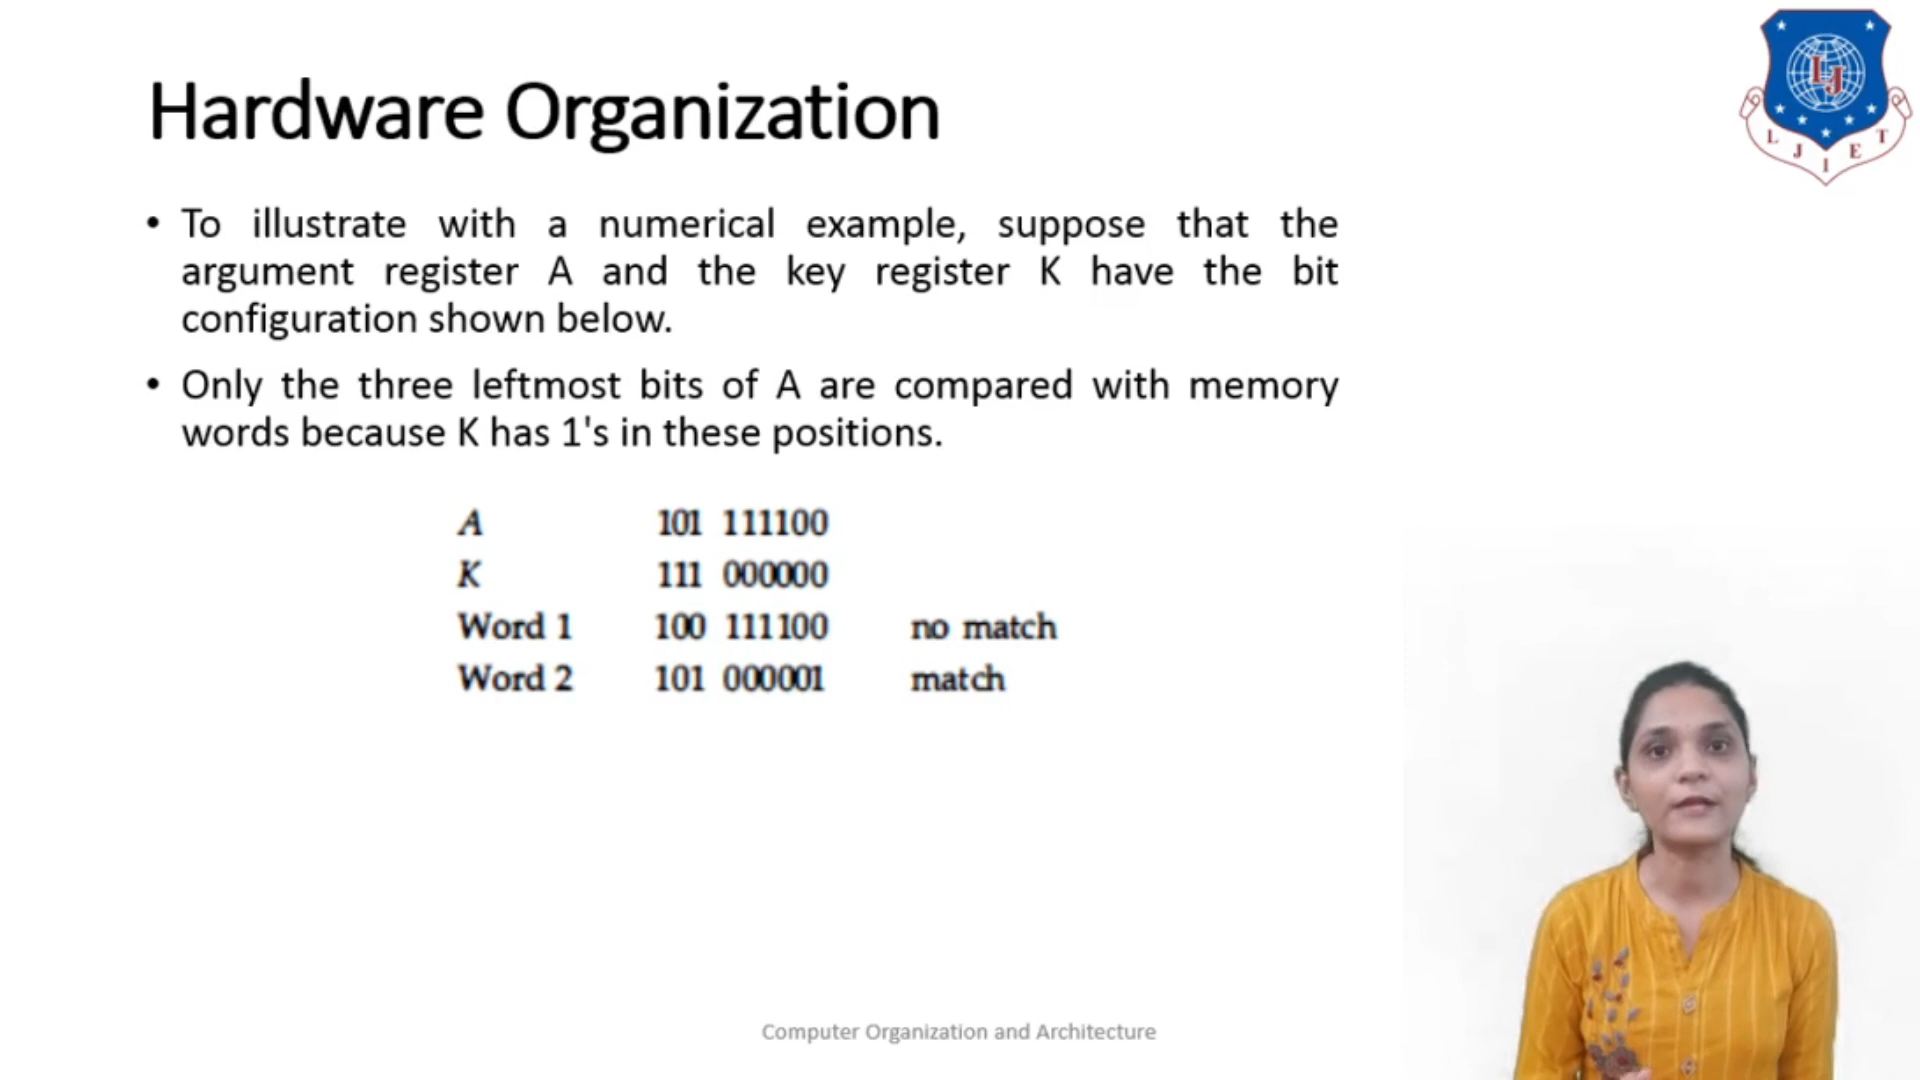 Hardware Organization
LJ
L J I E T
• To illustrate with a numerical example, suppose that the
argument register A and the key register K have the bit
configuration shown below.
• Only the three leftmost bits of A are compared with memory
words because K has 1's in these positions.
A 101 111100
K 111 000000
Word 1 100 111100 no match
Word 2 101 000001 match
Computer Organization and Architecture